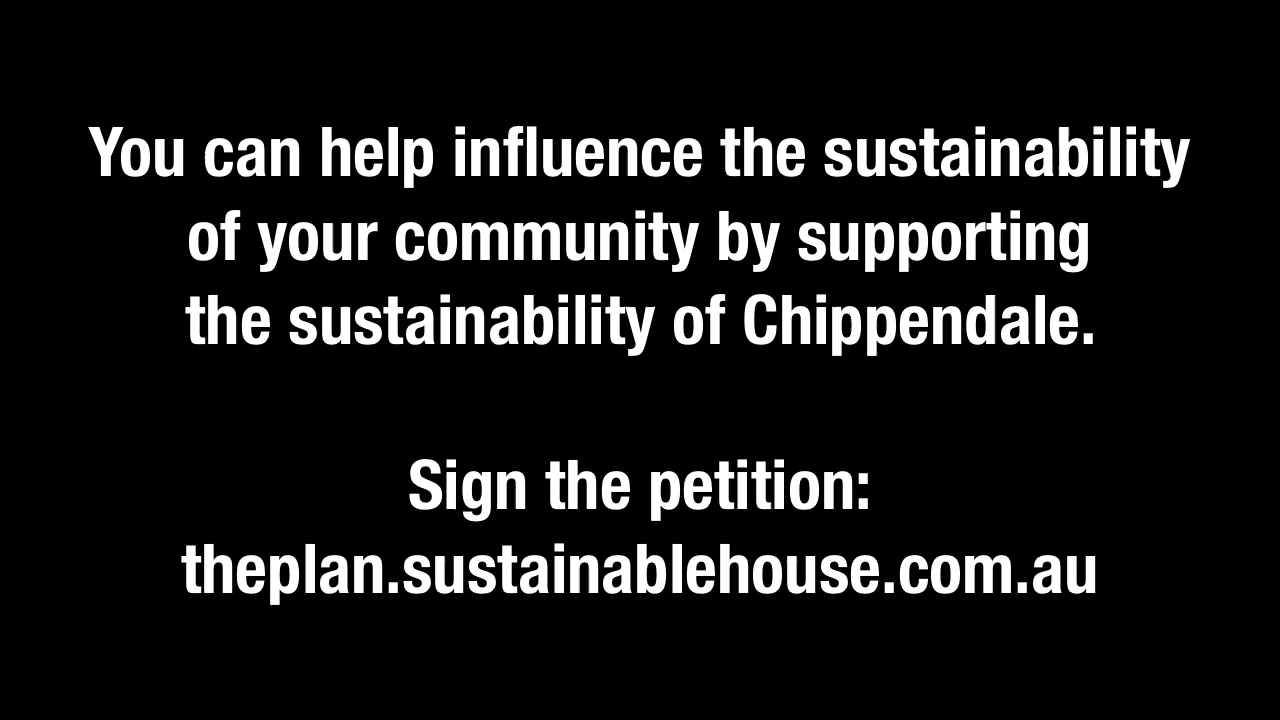 You can help influence the sustainability
of your community by supporting
the sustainability of Chippendale.
Sign the petition:
theplan.sustainablehouse.com.au